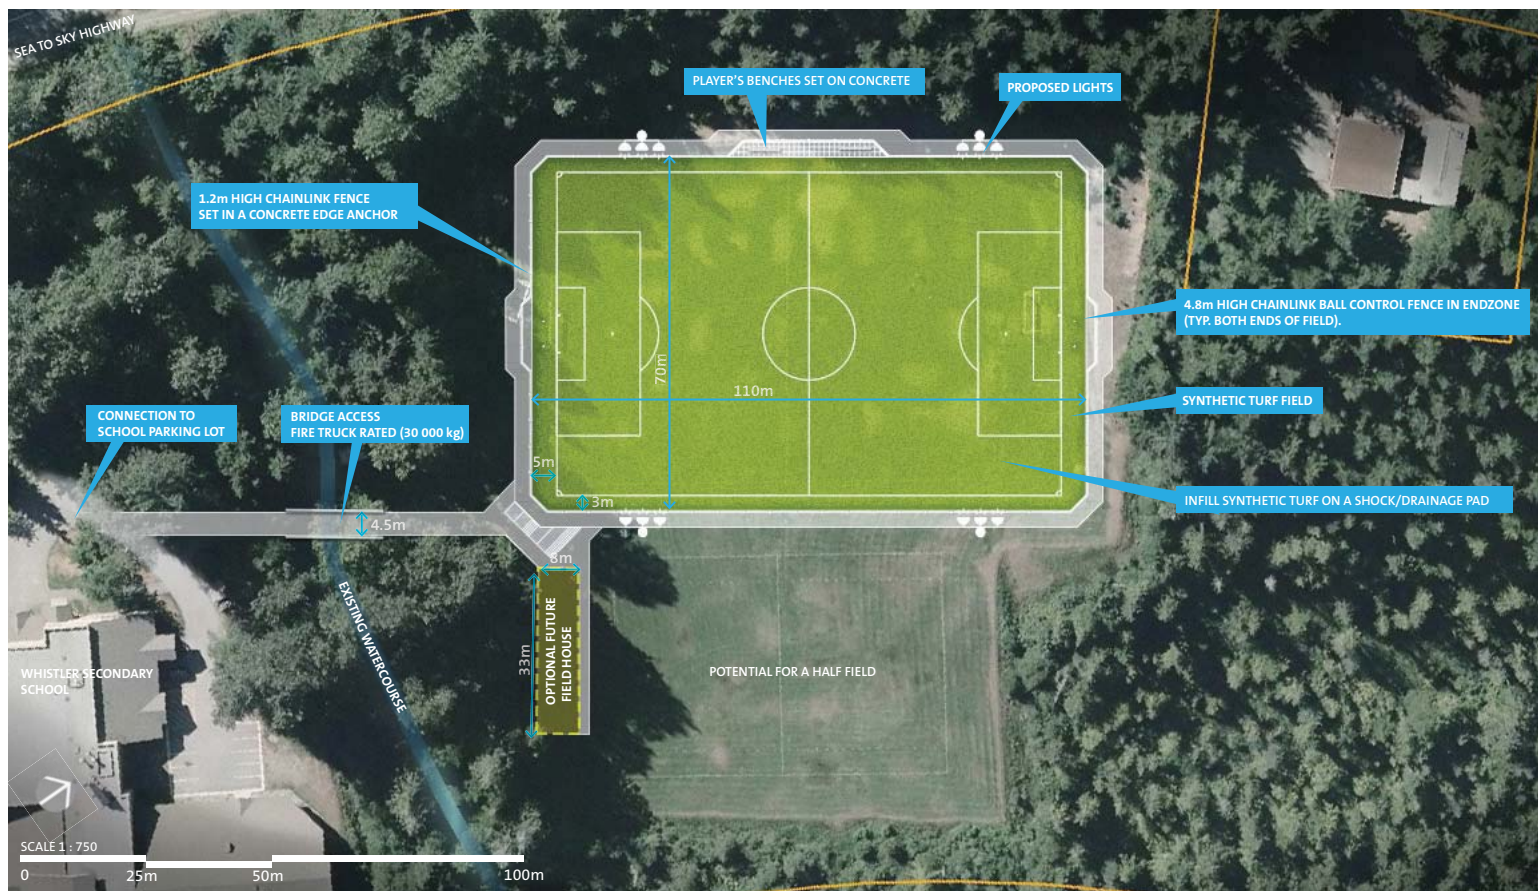 SEA TO SKY HIGHWAY
PLAYER'S BENCHES SET ON CONCRETE
PROPOSED LIGHTS
1.2m HIGH CHAINLINK FENCE
SET IN A CONCRETE EDGE ANCHOR
4.8m HIGH CHAINLINK BALL CONTROL FENCE IN ENDZONE
(TYP. BOTH ENDS OF FIELD).
70m
110m
SYNTHETIC TURF FIELD
CONNECTION TO
SCHOOL PARKING LOT
BRIDGE ACCESS
FIRE TRUCK RATED (30 000 kg)
5m
3m
INFILL SYNTHETIC TURF ON A SHOCK/DRAINAGE PAD
4.5m
8m
EXISTING WATERCOURSE
33m
OPTIONAL FUTURE
FIELD HOUSE
POTENTIAL FOR A HALF FIELD
WHISTLER SECONDARY
SCHOOL
SCALE 1 : 750
0 25m 50m 100m